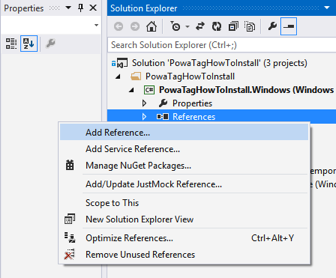 Properties
Solution Explorer
Search Solution Explorer (Ctrl+;)
Solution 'PowaTagHowToInstall' (3 projects)
PowaTagHowToInstall
PowaTagHowToInstall.Windows (Windows
Properties
References
Add Reference...
Add Service Reference...
Manage NuGet Packages...
Add/Update JustMock Reference...
Scope to This
New Solution Explorer View
Optimize References... Ctrl+Alt+Y
Remove Unused References